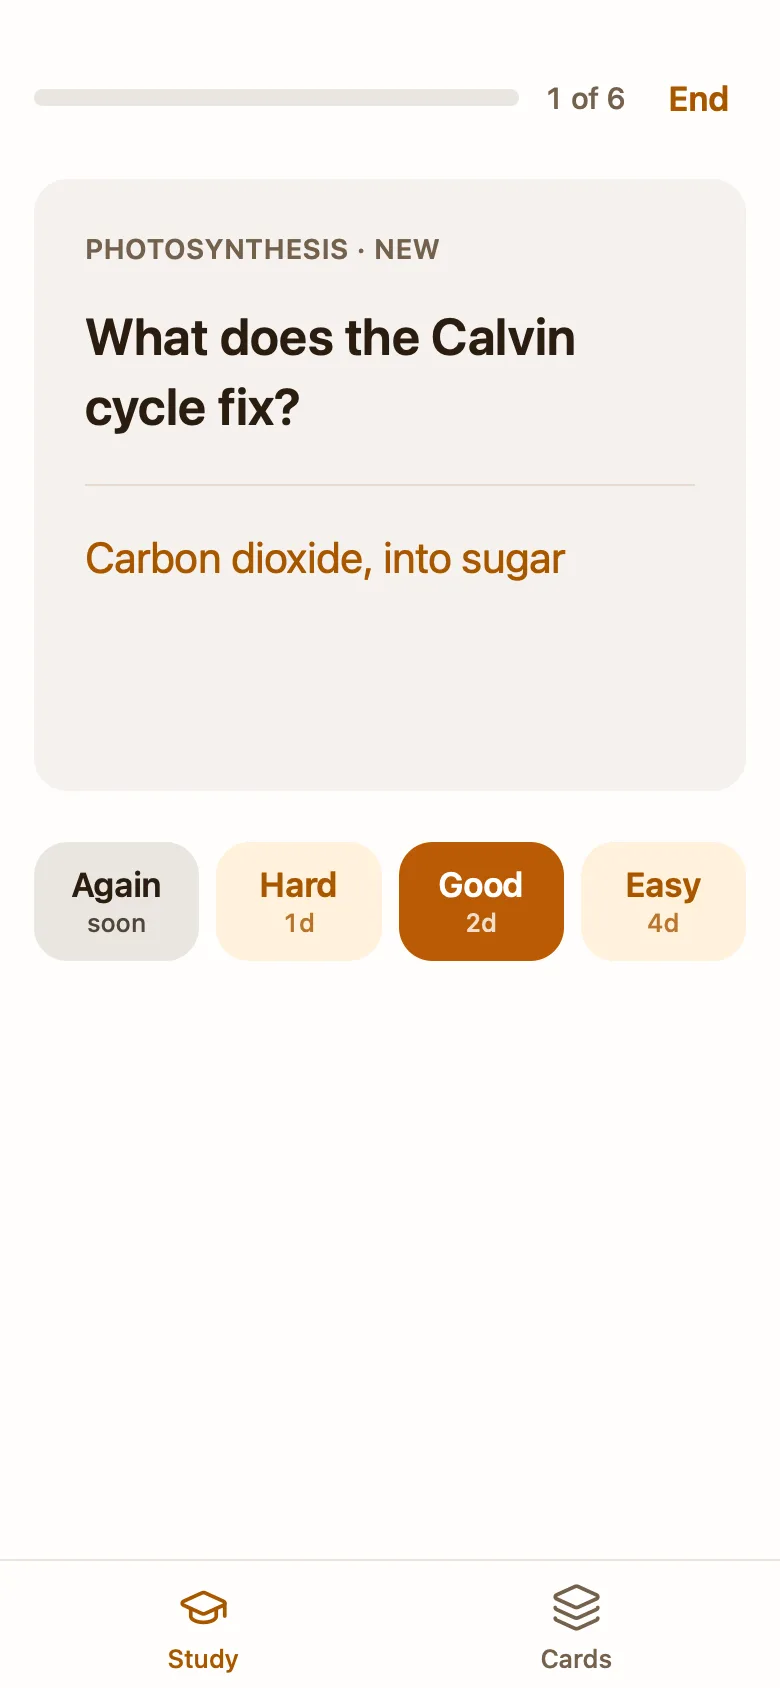 1 of 6 End
PHOTOSYNTHESIS · NEW
What does the Calvin
cycle fix?
Carbon dioxide, into sugar
Again Hard Good Easy
soon 1d 2d 4d
Study Cards